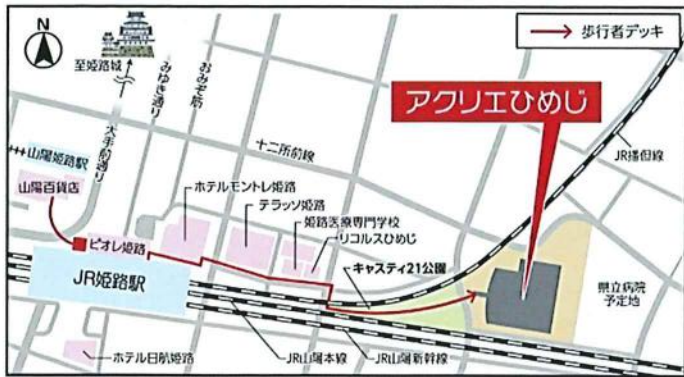 N
至姫路城
歩行者デッキ
みゆき通り
おみぞ筋
大手前通り
アクリエひめじ
十二所前線
JR播但線
山陽姫路駅
山陽百貨店
ホテルモントレ姫路
テラッソ姫路
姫路医療専門学校
リコルスひめじ
ピオレ姫路
キャスティ21公園
JR姫路駅
県立病院
予定地
ホテル日航姫路
JR山陽本線
JR山陽新幹線